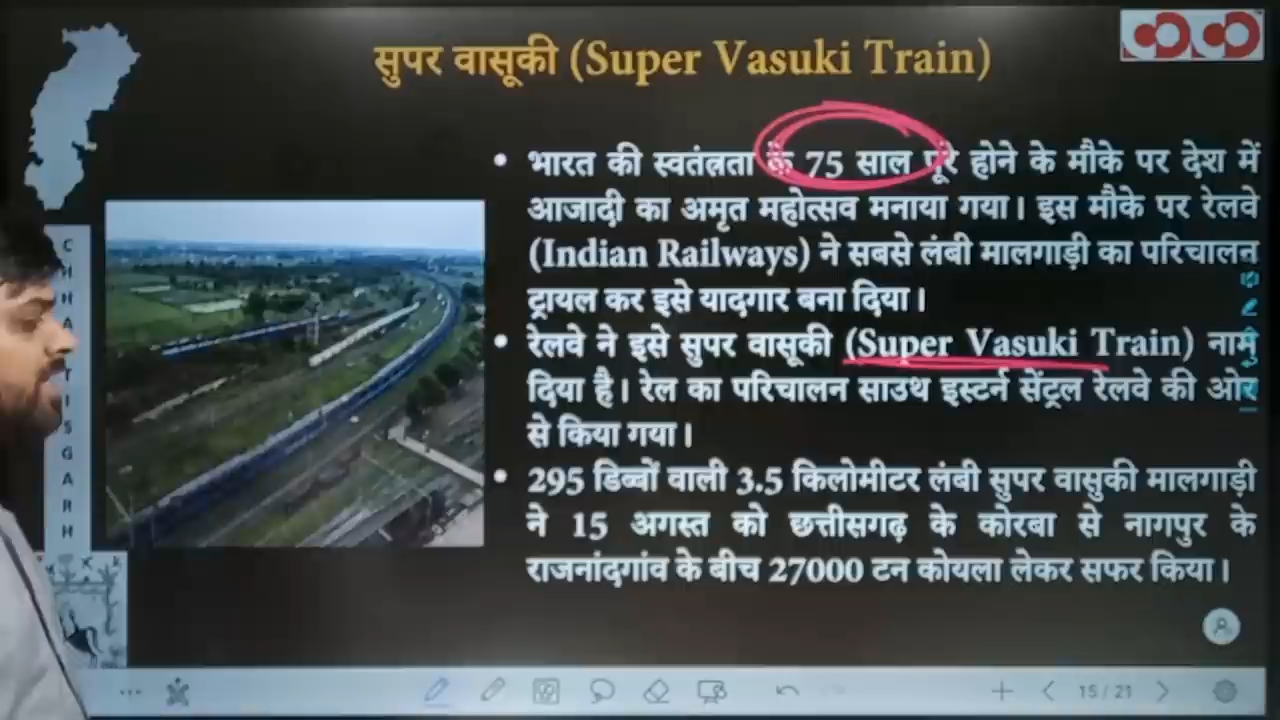 सुपर वासूकी (Super Vasuki Train)
भारत की स्वतंत्रता के 75 साल पूरे होने के मौके पर देश में
आजादी का अमृत महोत्सव मनाया गया। इस मौके पर रेलवे
(Indian Railways) ने सबसे लंबी मालगाड़ी का परिचालन
ट्रायल कर इसे यादगार बना दिया।
रेलवे ने इसे सुपर वासूकी (Super Vasuki Train) नाम
दिया है। रेल का परिचालन साउथ इस्टर्न सेंट्रल रेलवे की ओर
से किया गया।
295 डिब्बों वाली 3.5 किलोमीटर लंबी सुपर वासुकी मालगाड़ी
ने 15 अगस्त को छत्तीसगढ़ के कोरबा से नागपुर के
राजनांदगांव के बीच 27000 टन कोयला लेकर सफर किया।
CHHATTISGARH
15 / 21